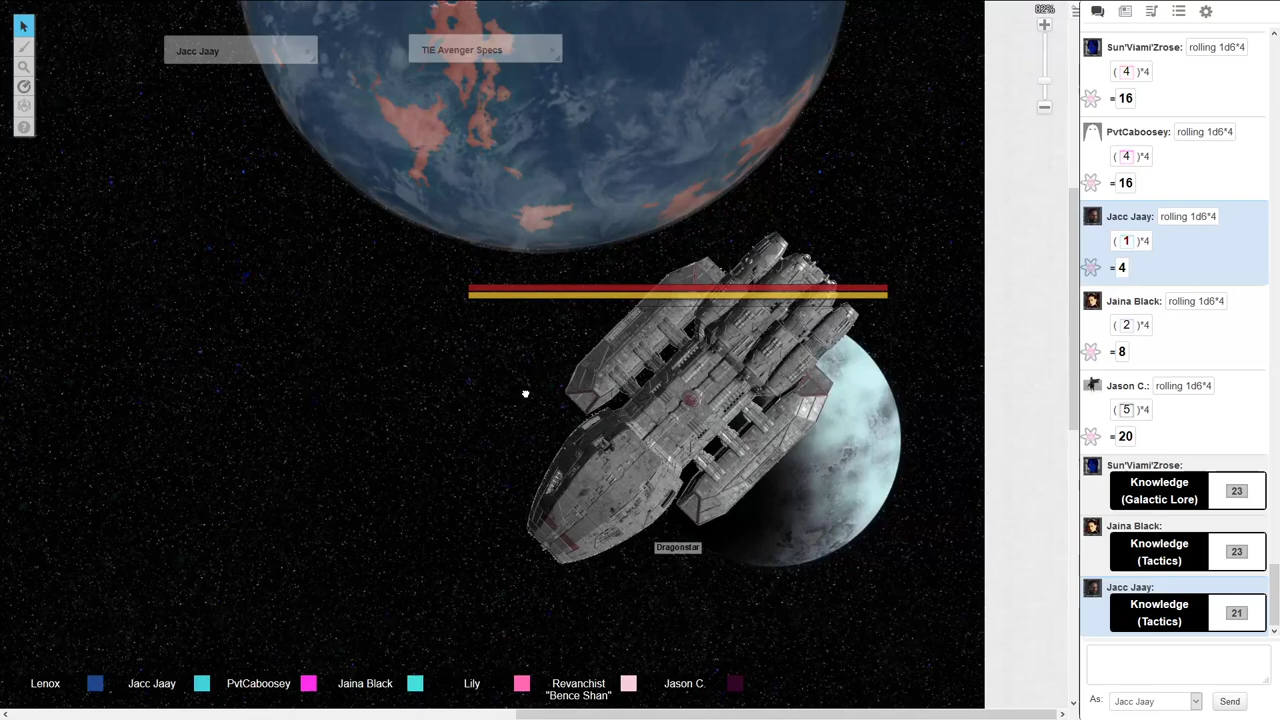 Jacc Jaay
TIE Avenger Specs
82%
Dragonstar
Lenox
Jacc Jaay
PvtCaboosey
Jaina Black
Lily
Revanchist
"Bence Shan"
Jason C.
Sun'Viami'Zrose: rolling 1d6*4
( 4 )*4
= 16
PvtCaboosey: rolling 1d6*4
( 4 )*4
= 16
Jacc Jaay: rolling 1d6*4
( 1 )*4
= 4
Jaina Black: rolling 1d6*4
( 2 )*4
= 8
Jason C.: rolling 1d6*4
( 5 )*4
= 20
Sun'Viami'Zrose:
Knowledge
(Galactic Lore) 23
Jaina Black:
Knowledge
(Tactics) 23
Jacc Jaay:
Knowledge
(Tactics) 21
As: Jacc Jaay Send